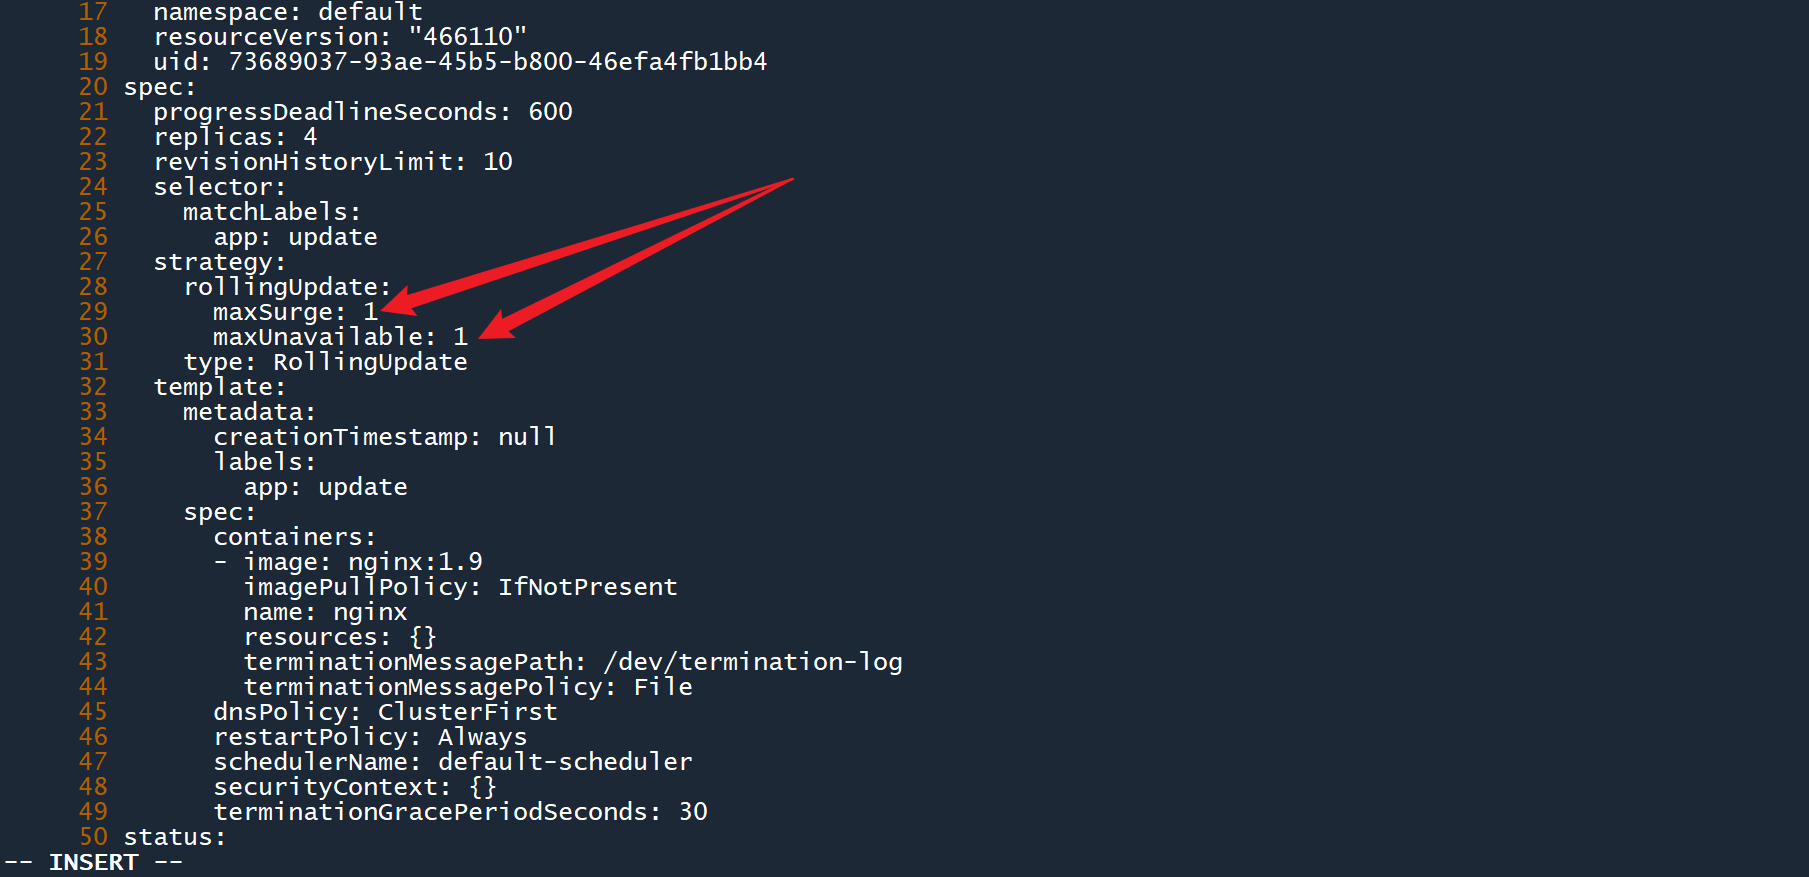 17   namespace: default
18   resourceVersion: "466110"
19   uid: 73689037-93ae-45b5-b800-46efa4fb1bb4
20 spec:
21   progressDeadlineSeconds: 600
22   replicas: 4
23   revisionHistoryLimit: 10
24   selector:
25     matchLabels:
26       app: update
27   strategy:
28     rollingUpdate:
29       maxSurge: 1
30       maxUnavailable: 1
31     type: RollingUpdate
32   template:
33     metadata:
34       creationTimestamp: null
35       labels:
36         app: update
37     spec:
38       containers:
39       - image: nginx:1.9
40         imagePullPolicy: IfNotPresent
41         name: nginx
42         resources: {}
43         terminationMessagePath: /dev/termination-log
44         terminationMessagePolicy: File
45       dnsPolicy: ClusterFirst
46       restartPolicy: Always
47       schedulerName: default-scheduler
48       securityContext: {}
49       terminationGracePeriodSeconds: 30
50 status:
-- INSERT --